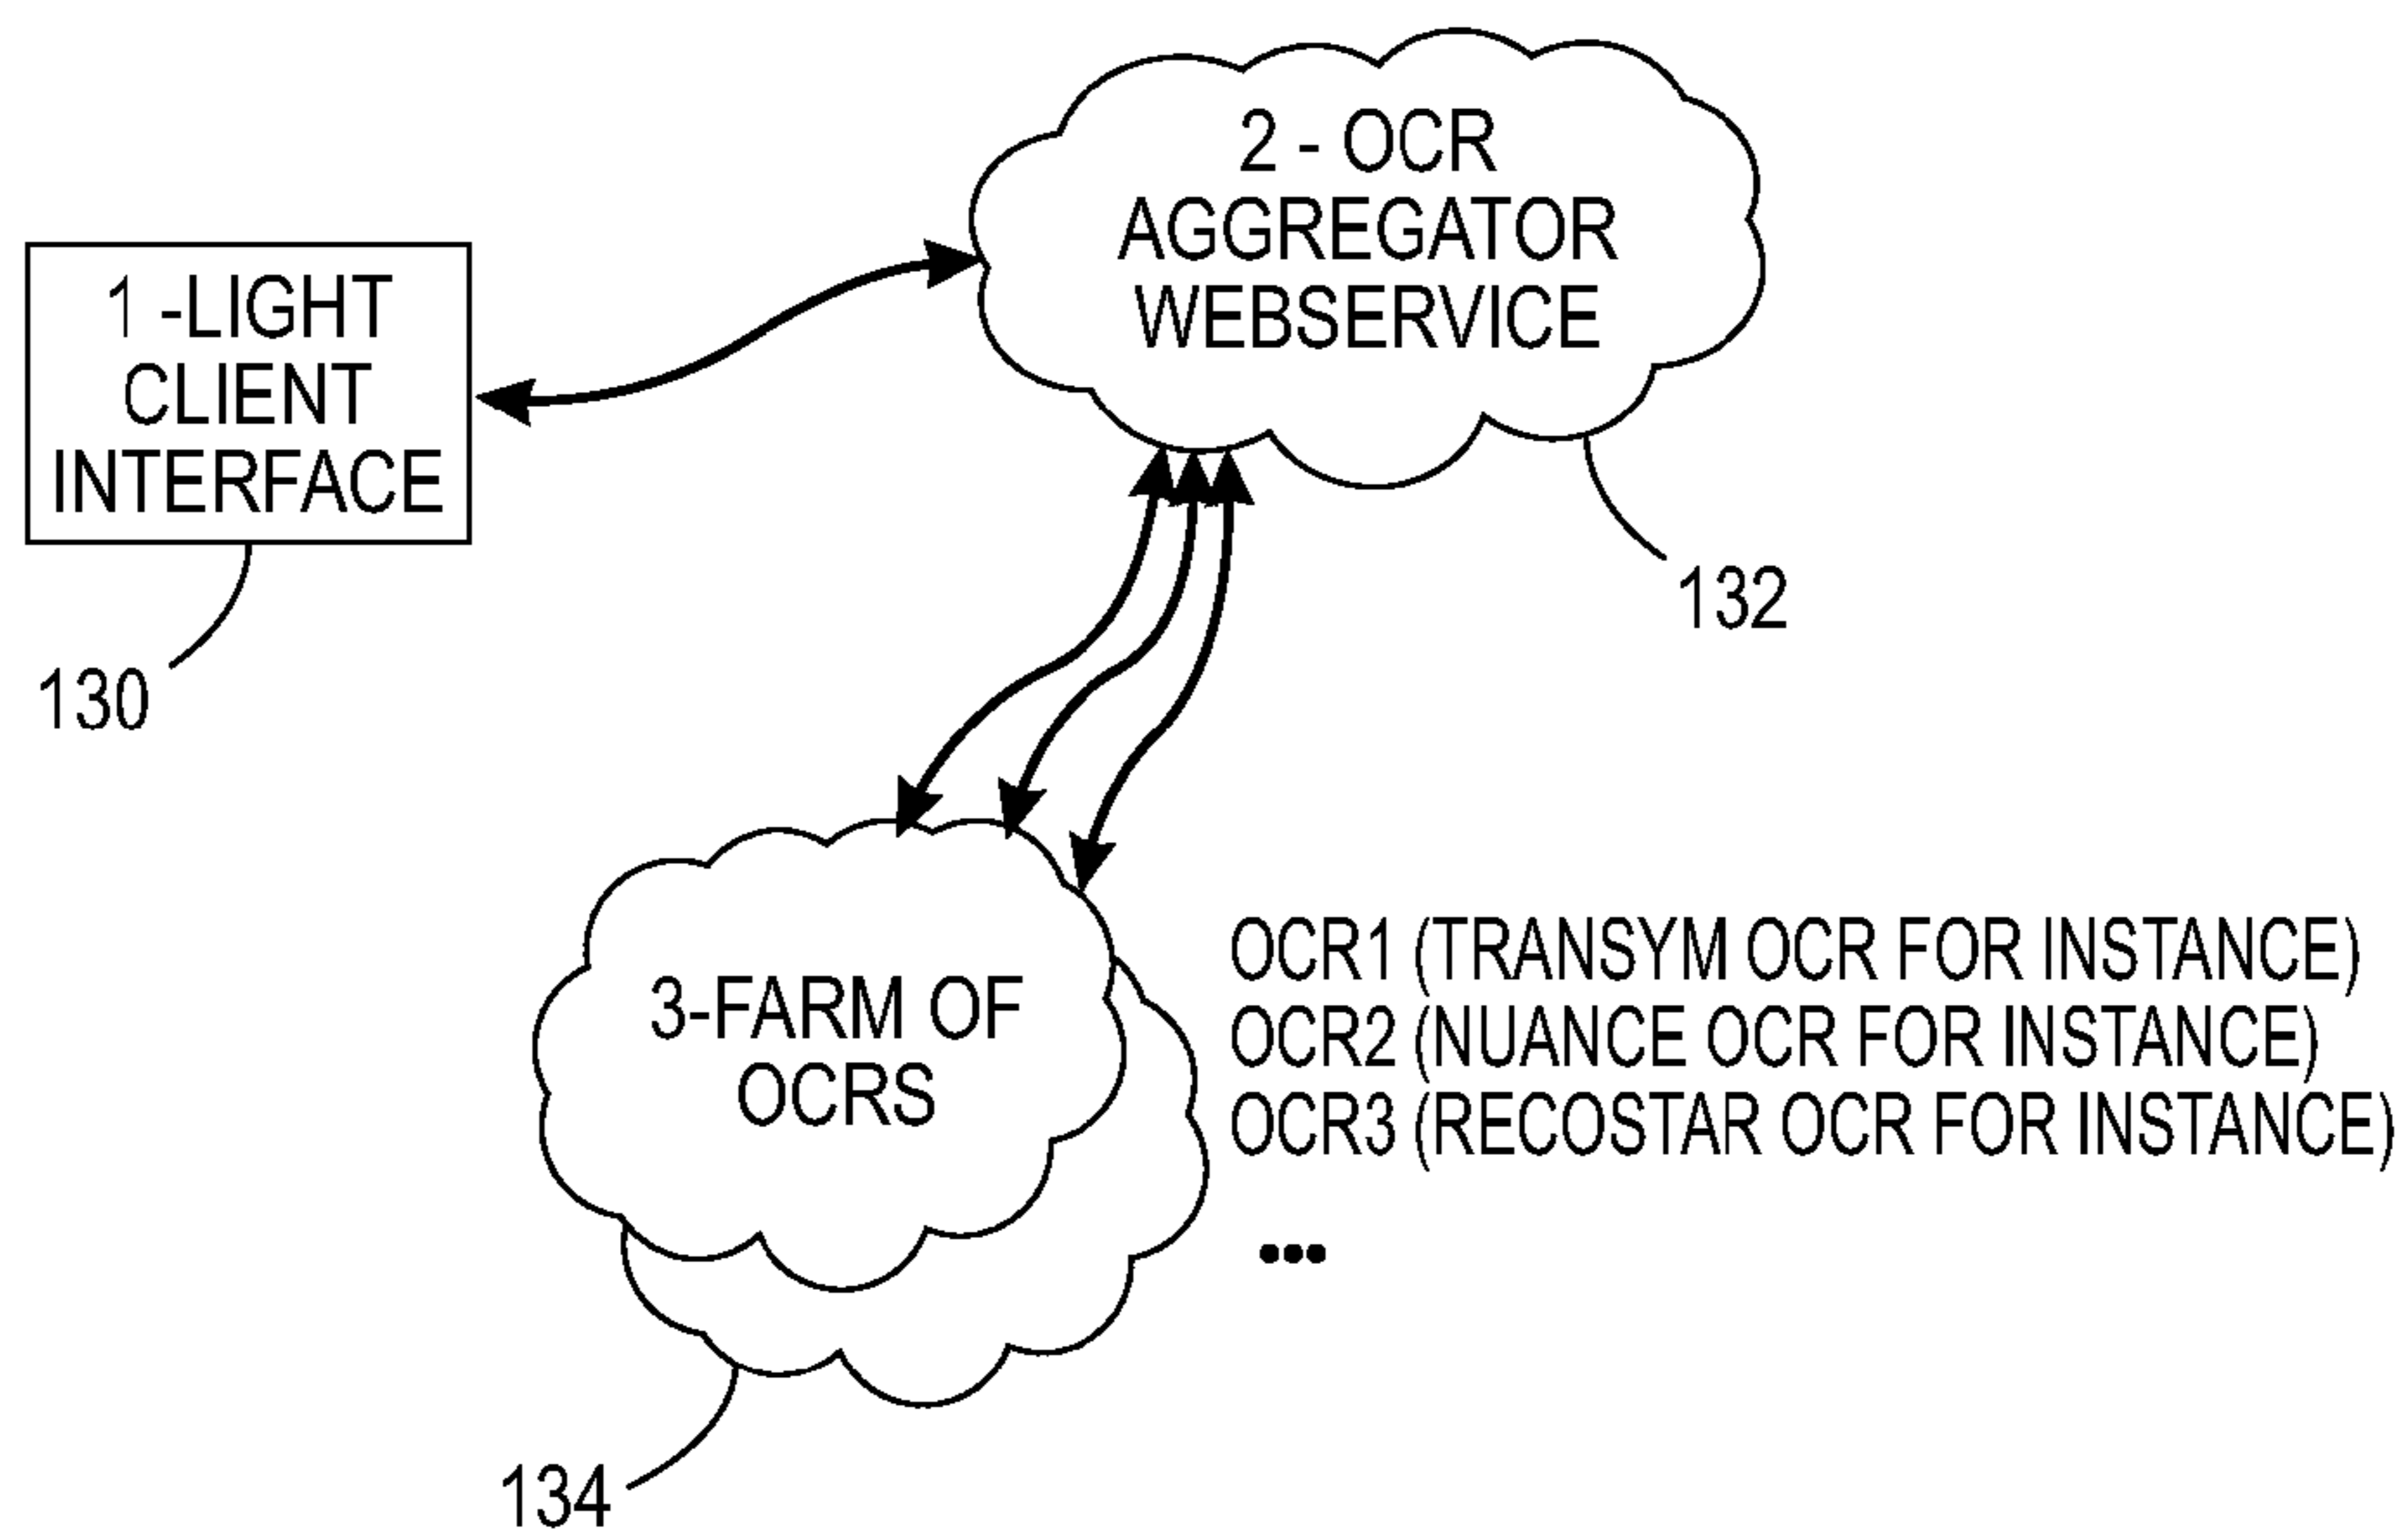 2 - OCR
AGGREGATOR
WEBSERVICE
1 -LIGHT
CLIENT
INTERFACE
132
130
3-FARM OF
OCRS
OCR1 (TRANSYM OCR FOR INSTANCE)
OCR2 (NUANCE OCR FOR INSTANCE)
OCR3 (RECOSTAR OCR FOR INSTANCE)
•••
134